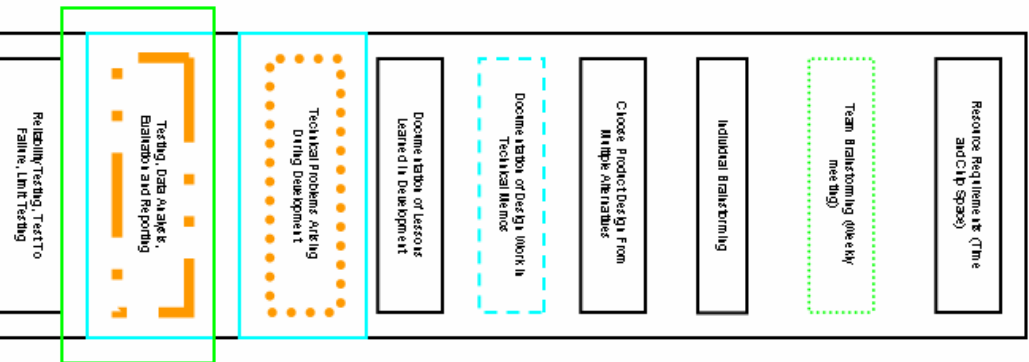 Resource Requirements (Time
and Chip Space)
Team Brainstorming (Weekly
meeting)
Individual Brainstorming
Choose Product Design From
Multiple Alternatives
Documentation of Design Work in
Technical Memos
Documentation of Lessons
Learned in Development
Technical Problems Arising
During Development
Testing, Data Analysis,
Evaluation and Reporting
Reliability Testing, Test To
Failure, Limit Testing